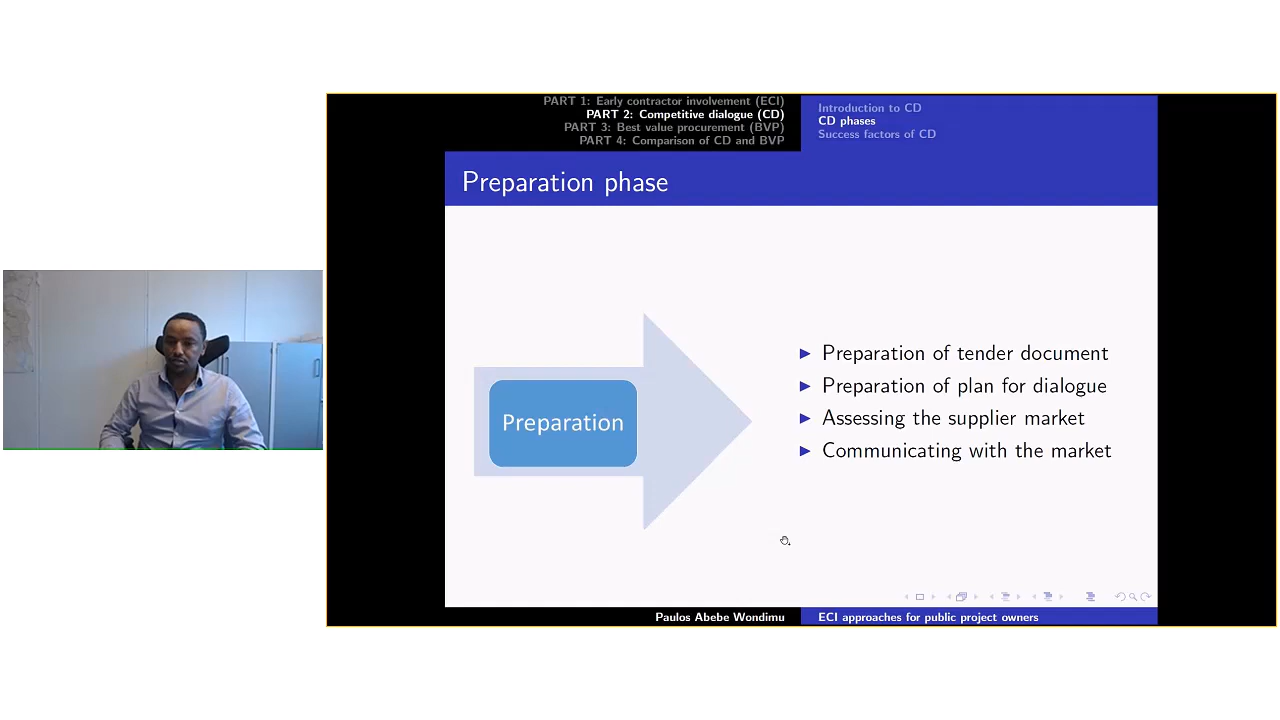 PART 1: Early contractor involvement (ECI)
PART 2: Competitive dialogue (CD)
PART 3: Best value procurement (BVP)
PART 4: Comparison of CD and BVP
Introduction to CD
CD phases
Success factors of CD
Preparation phase
Preparation
Preparation of tender document
Preparation of plan for dialogue
Assessing the supplier market
Communicating with the market
Paulos Abebe Wondimu
ECI approaches for public project owners